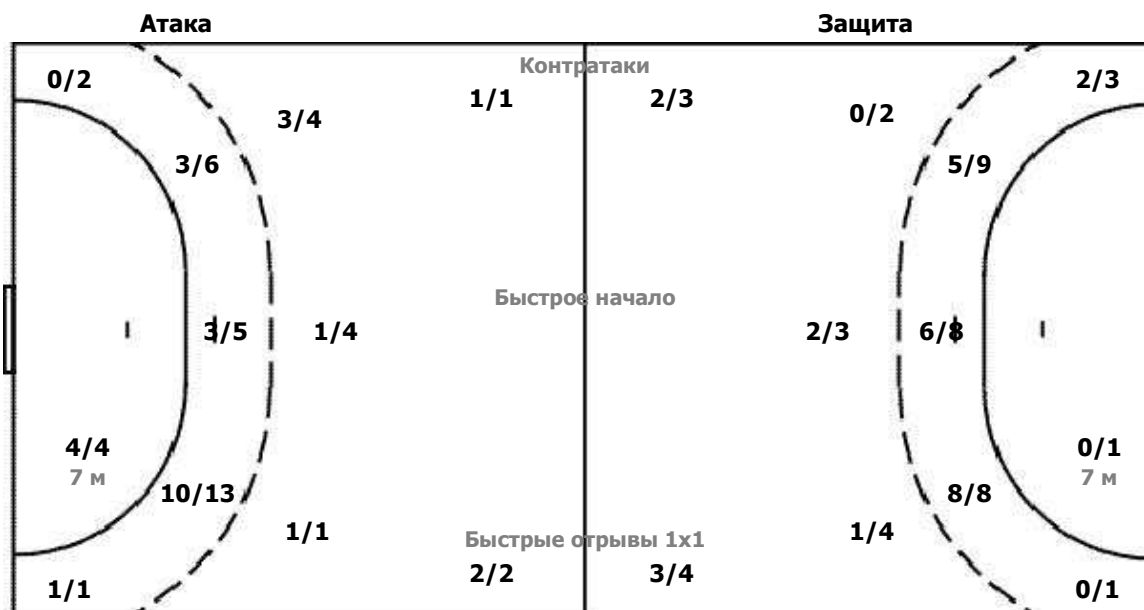 Атака Защита
Контратаки
0/2 3/4 1/1 2/3 0/2 2/3
3/6 5/9
Быстрое начало
3/5 1/4 2/3 6/8
4/4 0/1
7 м 7 м
10/13 8/8
1/1 Быстрые отрывы 1x1 1/4
2/2 3/4
1/1 0/1